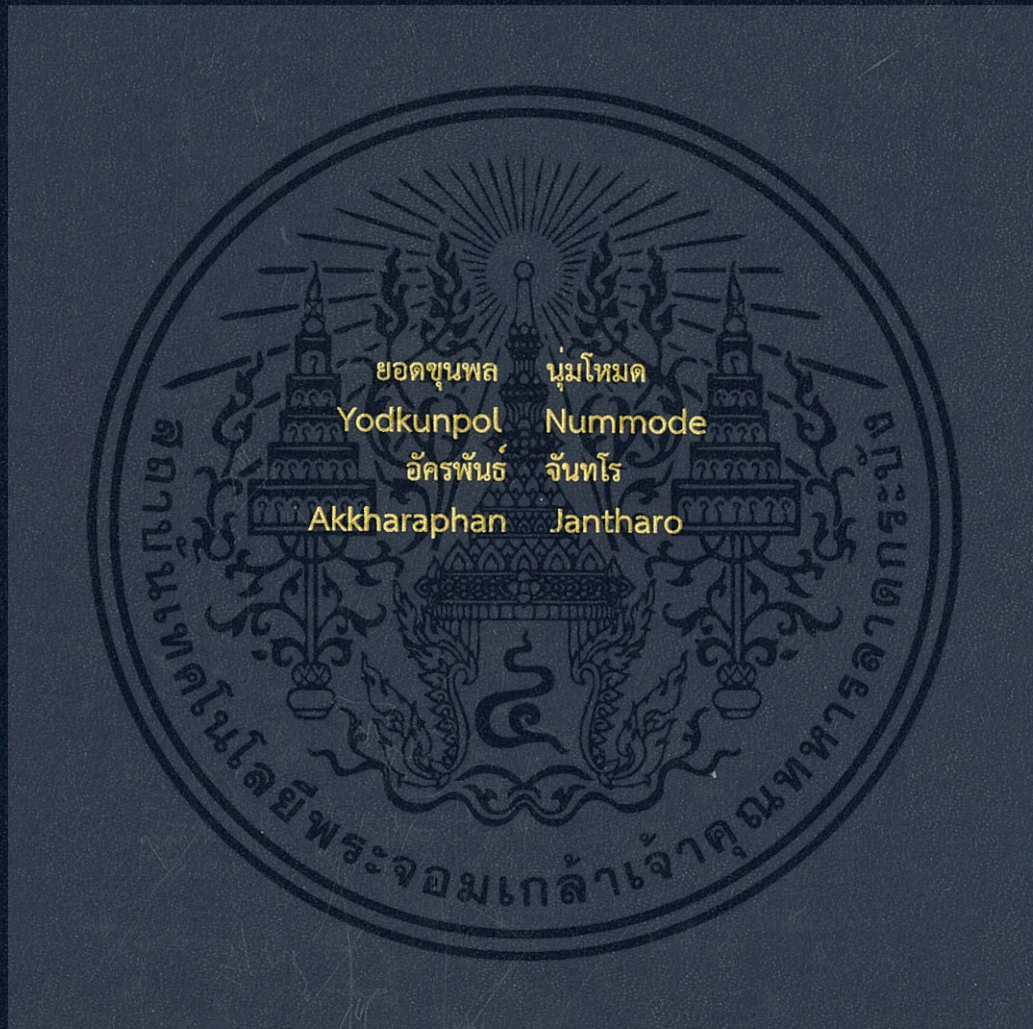 ยอดขุนพล นุ่มโหมด
Yodkunpol Nummode
อัครพันธ์ จันทโร
Akkharaphan Jantharo
๔
สถาบันเทคโนโลยีพระจอมเกล้าเจ้าคุณทหารลาดกระบัง